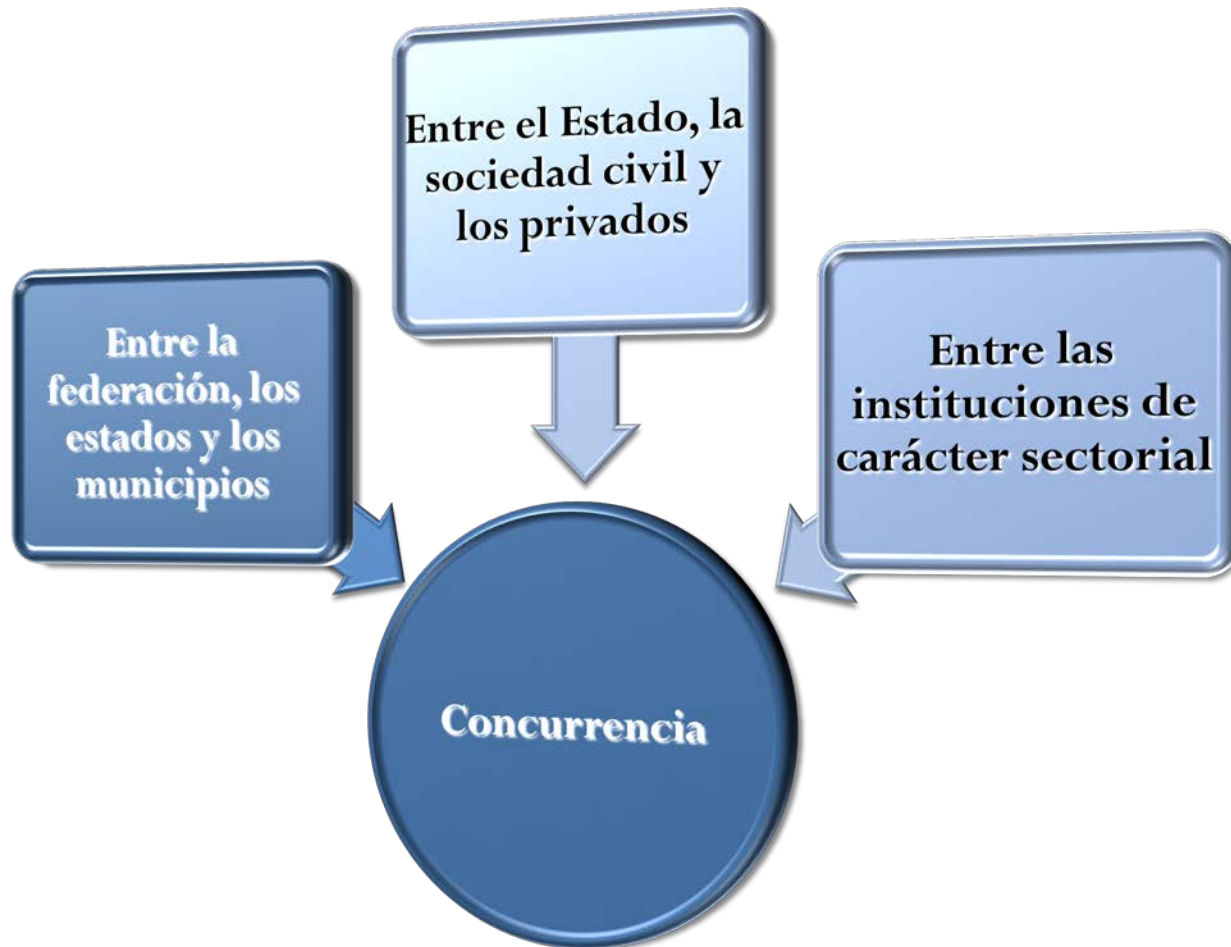 Entre el Estado, la
sociedad civil y
los privados
Entre la
federación, los
estados y los
municipios
Entre las
instituciones de
carácter sectorial
Concurrencia